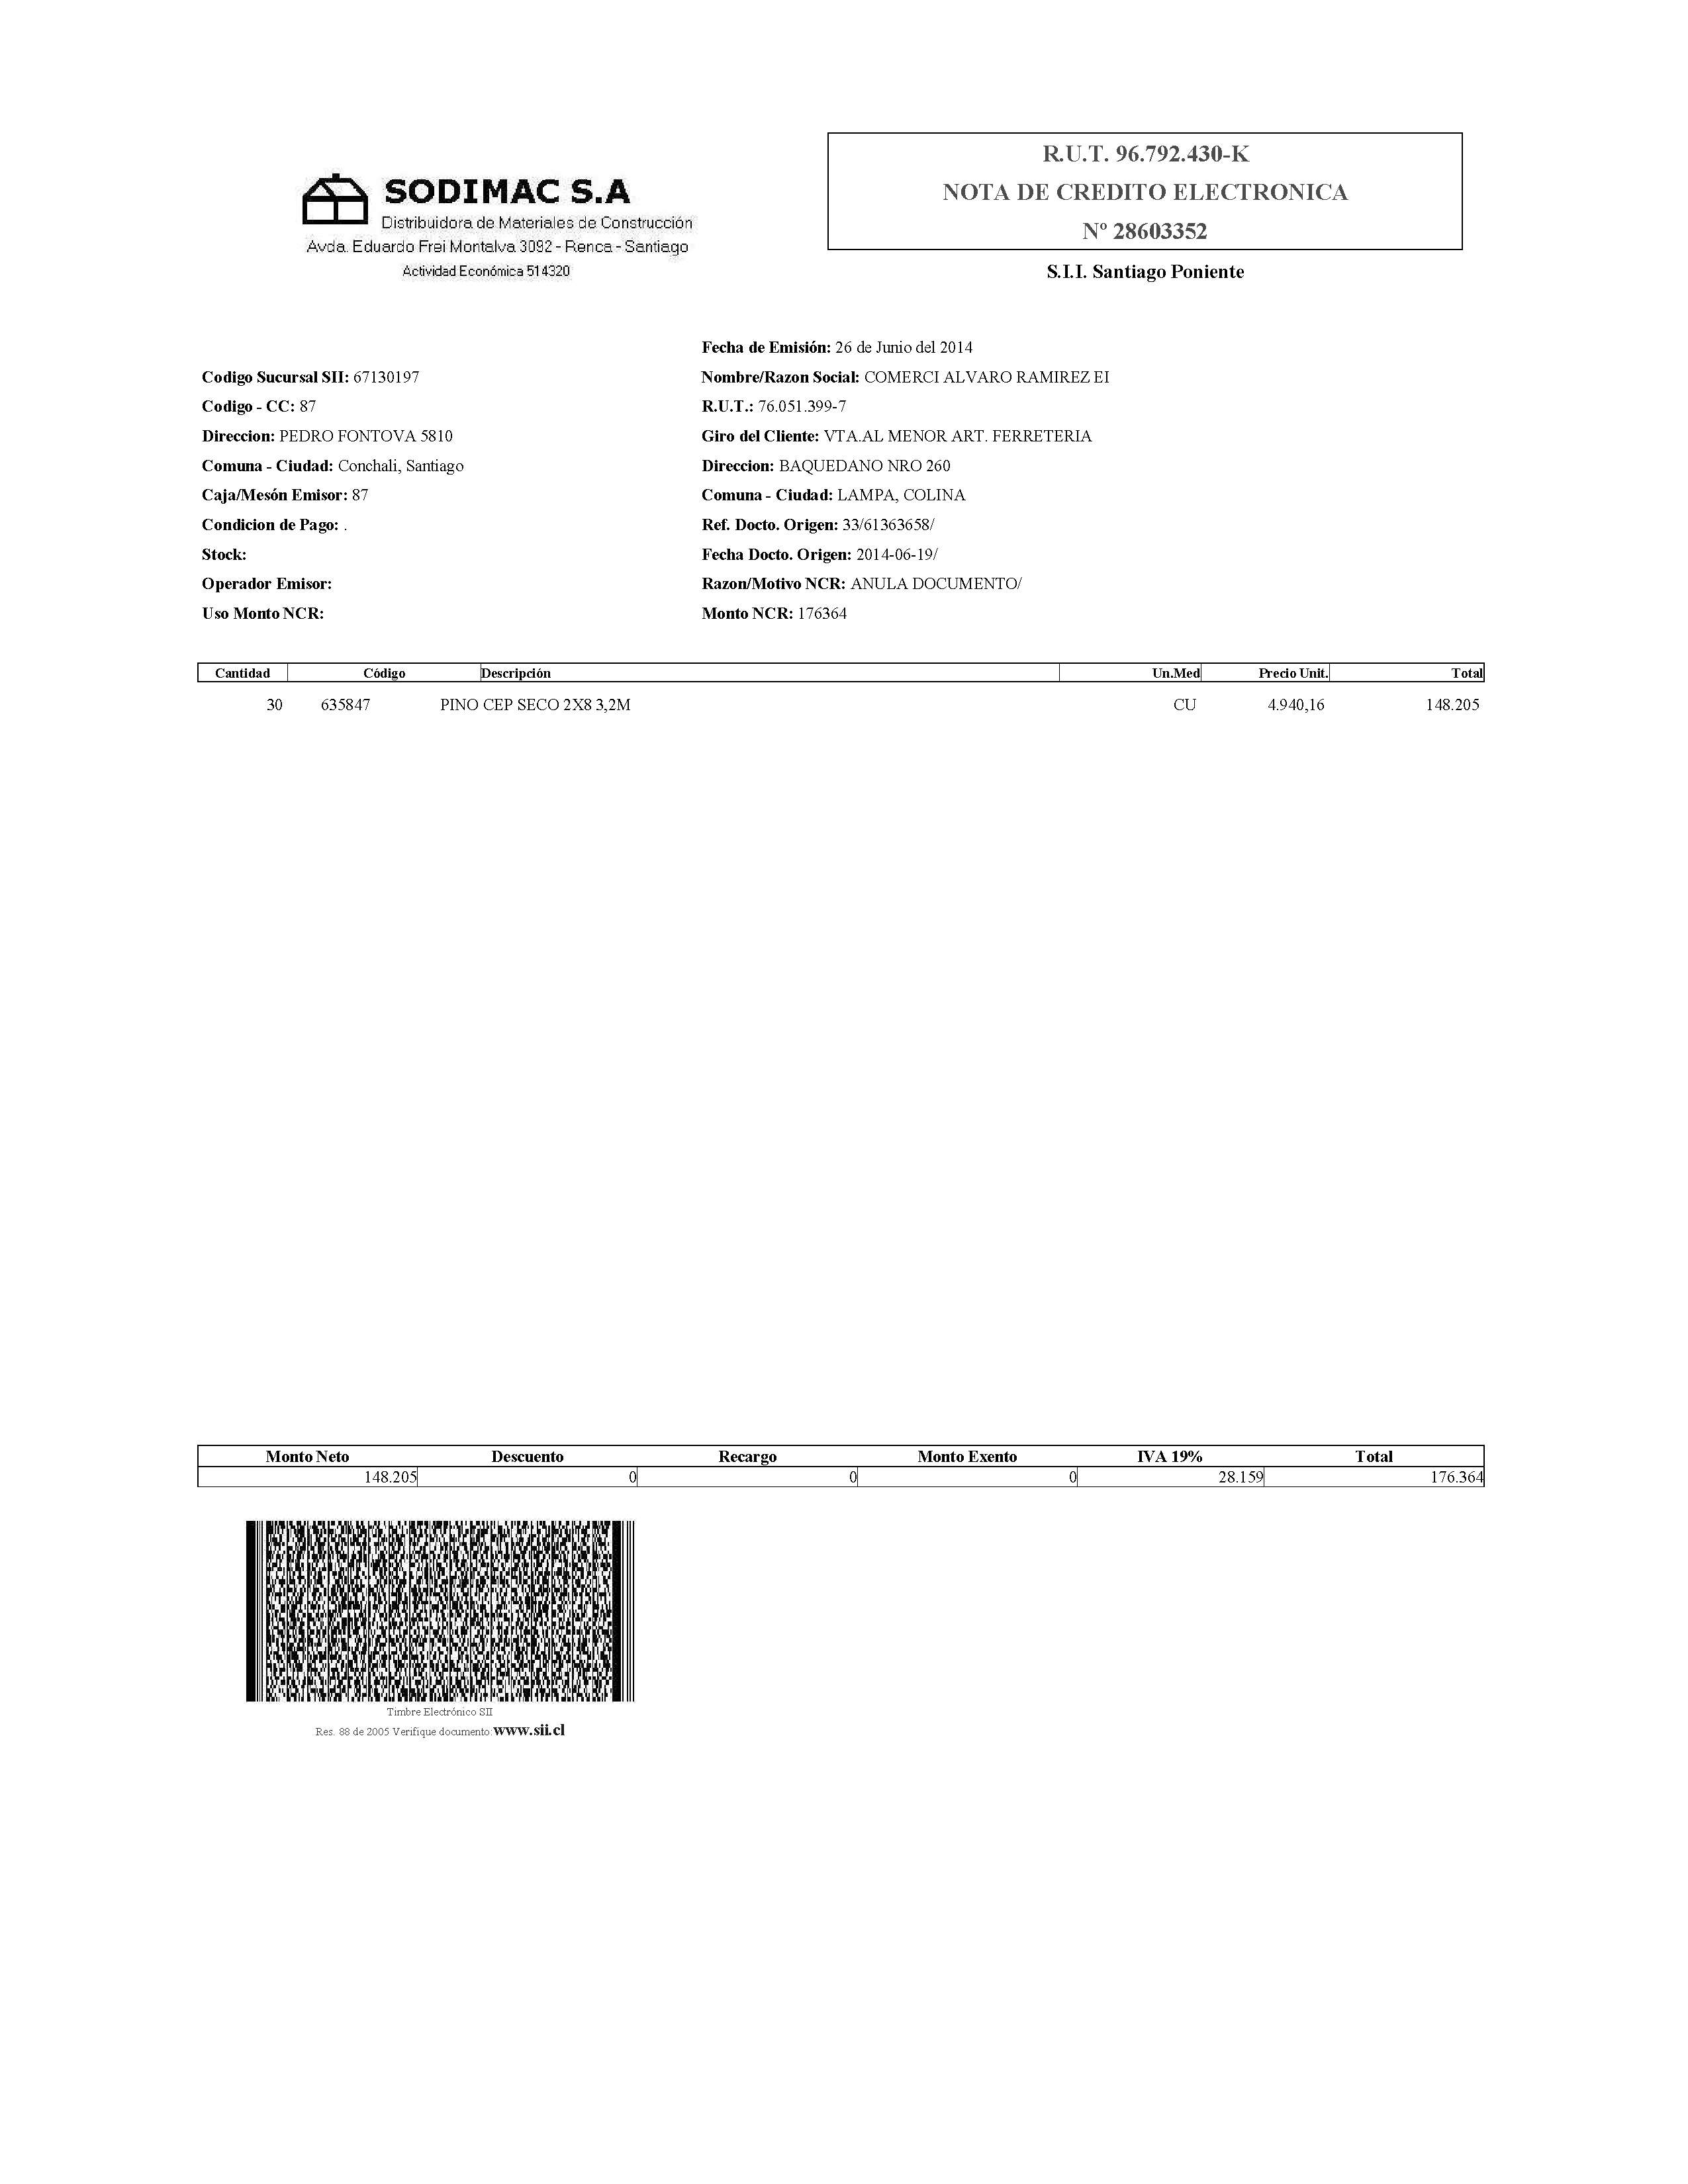 SODIMAC S.A
Distribuidora de Materiales de Construcción
Avda. Eduardo Frei Montalva 3092 - Renca - Santiago
Actividad Económica 514320
R.U.T. 96.792.430-K
NOTA DE CREDITO ELECTRONICA
Nº 28603352
S.I.I. Santiago Poniente
Codigo Sucursal SII: 67130197
Codigo - CC: 87
Direccion: PEDRO FONTOVA 5810
Comuna - Ciudad: Conchali, Santiago
Caja/Mesón Emisor: 87
Condicion de Pago: .
Stock:
Operador Emisor:
Uso Monto NCR:
Fecha de Emisión: 26 de Junio del 2014
Nombre/Razon Social: COMERCI ALVARO RAMIREZ EI
R.U.T.: 76.051.399-7
Giro del Cliente: VTA.AL MENOR ART. FERRETERIA
Direccion: BAQUEDANO NRO 260
Comuna - Ciudad: LAMPA, COLINA
Ref. Docto. Origen: 33/61363658/
Fecha Docto. Origen: 2014-06-19/
Razon/Motivo NCR: ANULA DOCUMENTO/
Monto NCR: 176364
Cantidad Código Descripción Un.Med Precio Unit. Total
30 635847 PINO CEP SECO 2X8 3,2M CU 4.940,16 148.205
Monto Neto Descuento Recargo Monto Exento IVA 19% Total
148.205 0 0 0 28.159 176.364
Timbre Electrónico SII
Res. 88 de 2005 Verifique documento: www.sii.cl